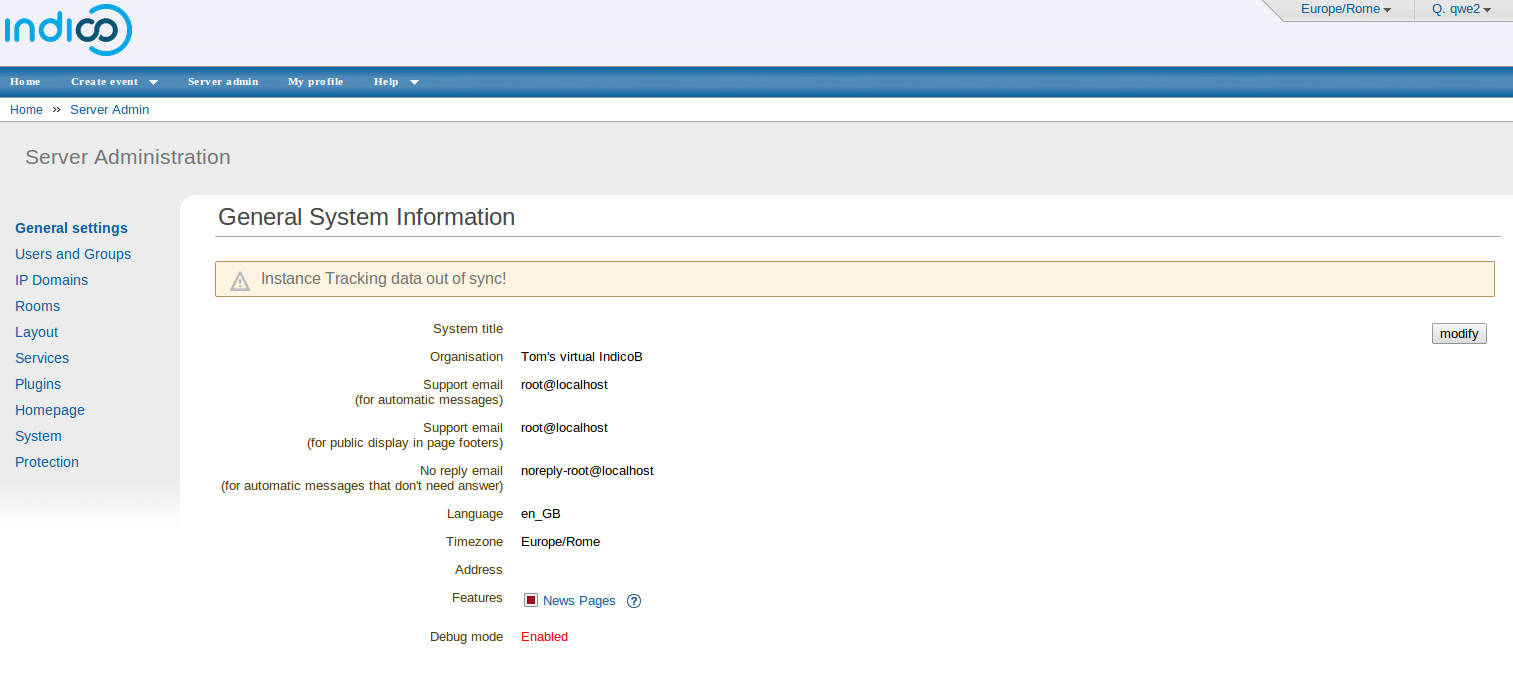 indico
Europe/Rome Q. qwe2
Home Create event Server admin My profile Help
Home » Server Admin
Server Administration
General settings
Users and Groups
IP Domains
Rooms
Layout
Services
Plugins
Homepage
System
Protection
General System Information
Instance Tracking data out of sync!
System title
modify
Organisation Tom's virtual IndicoB
Support email root@localhost
(for automatic messages)
Support email root@localhost
(for public display in page footers)
No reply email noreply-root@localhost
(for automatic messages that don't need answer)
Language en_GB
Timezone Europe/Rome
Address
Features News Pages ?
Debug mode Enabled